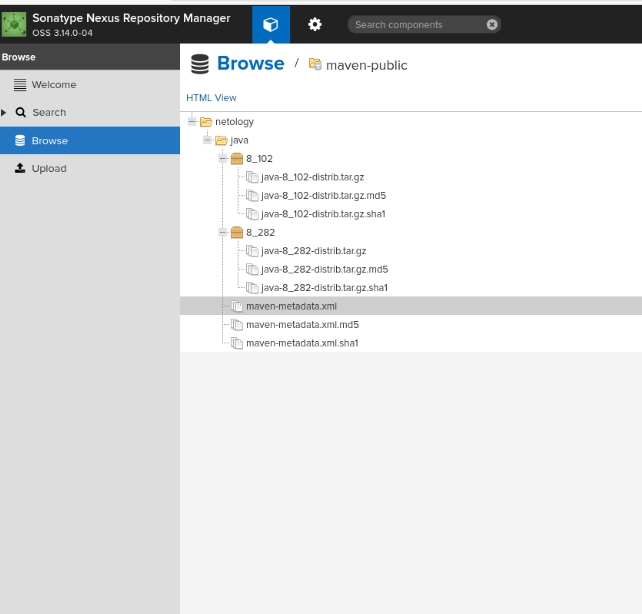 Sonatype Nexus Repository Manager
OSS 3.14.0-04
Search components
Browse
Welcome
Search
Browse
Upload
Browse / maven-public
HTML View
netology
java
8_102
java-8_102-distrib.tar.gz
java-8_102-distrib.tar.gz.md5
java-8_102-distrib.tar.gz.sha1
8_282
java-8_282-distrib.tar.gz
java-8_282-distrib.tar.gz.md5
java-8_282-distrib.tar.gz.sha1
maven-metadata.xml
maven-metadata.xml.md5
maven-metadata.xml.sha1